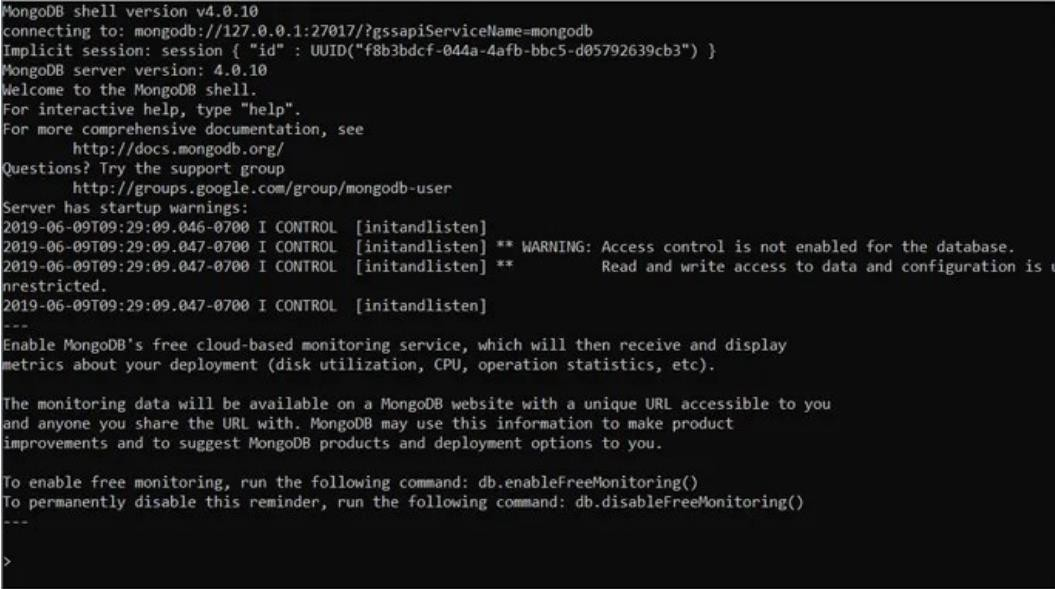 MongoDB shell version v4.0.10
connecting to: mongodb://127.0.0.1:27017/?gssapiServiceName=mongodb
Implicit session: session { "id" : UUID("f8b3bdcf-044a-4afb-bbc5-d05792639cb3") }
MongoDB server version: 4.0.10
Welcome to the MongoDB shell.
For interactive help, type "help".
For more comprehensive documentation, see
        http://docs.mongodb.org/
Questions? Try the support group
        http://groups.google.com/group/mongodb-user
Server has startup warnings:
2019-06-09T09:29:09.046-0700 I CONTROL  [initandlisten]
2019-06-09T09:29:09.047-0700 I CONTROL  [initandlisten] ** WARNING: Access control is not enabled for the database.
2019-06-09T09:29:09.047-0700 I CONTROL  [initandlisten] **          Read and write access to data and configuration is u
nrestricted.
2019-06-09T09:29:09.047-0700 I CONTROL  [initandlisten]
---
Enable MongoDB's free cloud-based monitoring service, which will then receive and display
metrics about your deployment (disk utilization, CPU, operation statistics, etc).

The monitoring data will be available on a MongoDB website with a unique URL accessible to you
and anyone you share the URL with. MongoDB may use this information to make product
improvements and to suggest MongoDB products and deployment options to you.

To enable free monitoring, run the following command: db.enableFreeMonitoring()
To permanently disable this reminder, run the following command: db.disableFreeMonitoring()
---

>